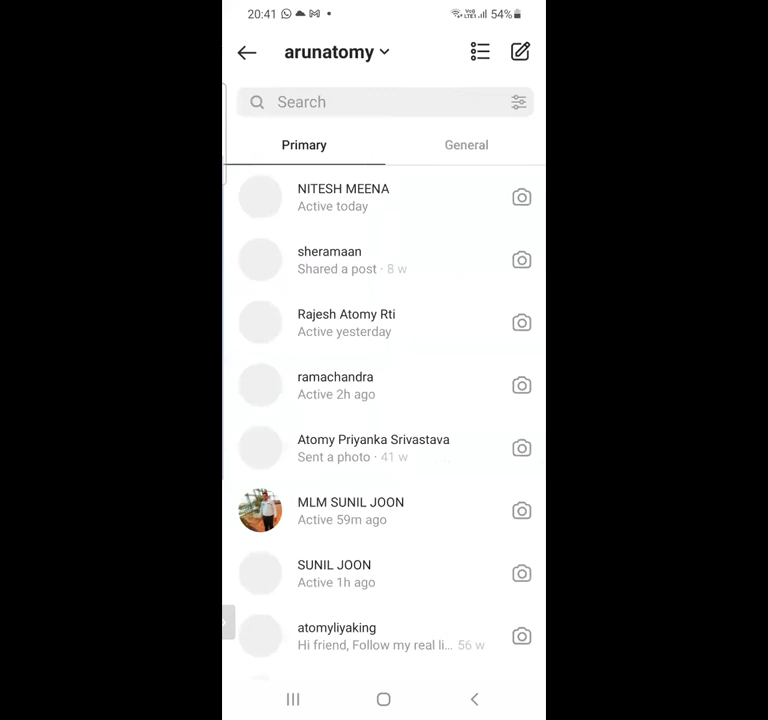 20:41 54%
arunatomy
Search
Primary General
NITESH MEENA
Active today
sheramaan
Shared a post · 8 w
Rajesh Atomy Rti
Active yesterday
ramachandra
Active 2h ago
Atomy Priyanka Srivastava
Sent a photo · 41 w
MLM SUNIL JOON
Active 59m ago
SUNIL JOON
Active 1h ago
atomyliyaking
Hi friend, Follow my real li... 56 w